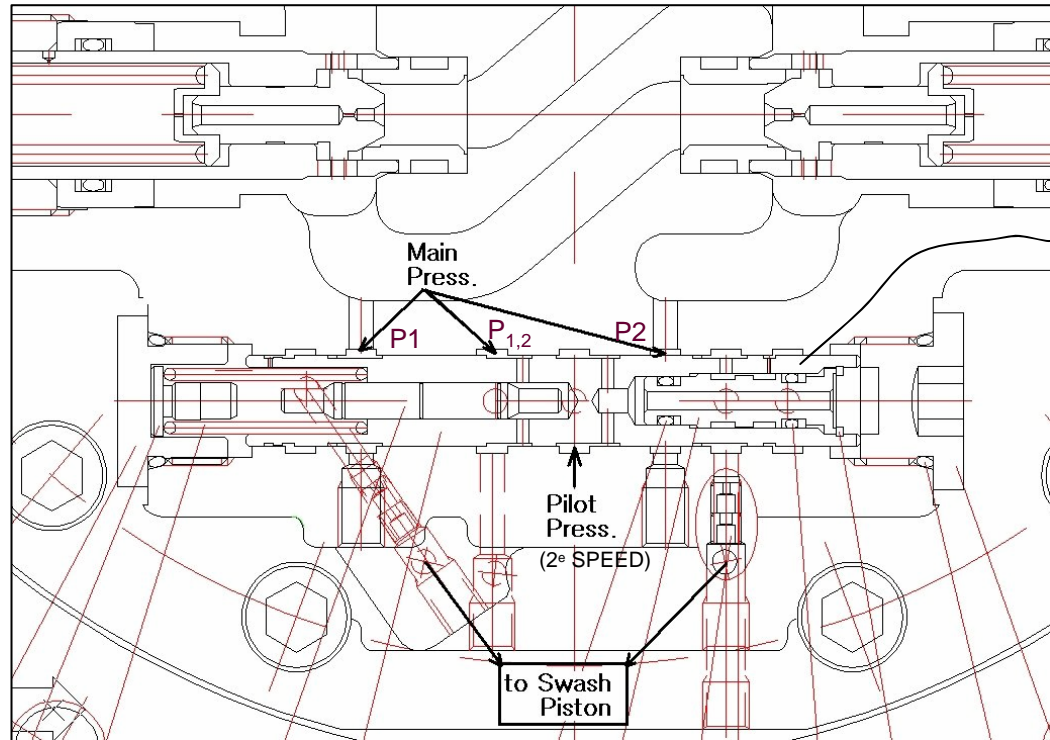 Main
Press.
P1
P1,2
P2
Pilot
Press.
(2e SPEED)
to Swash
Piston